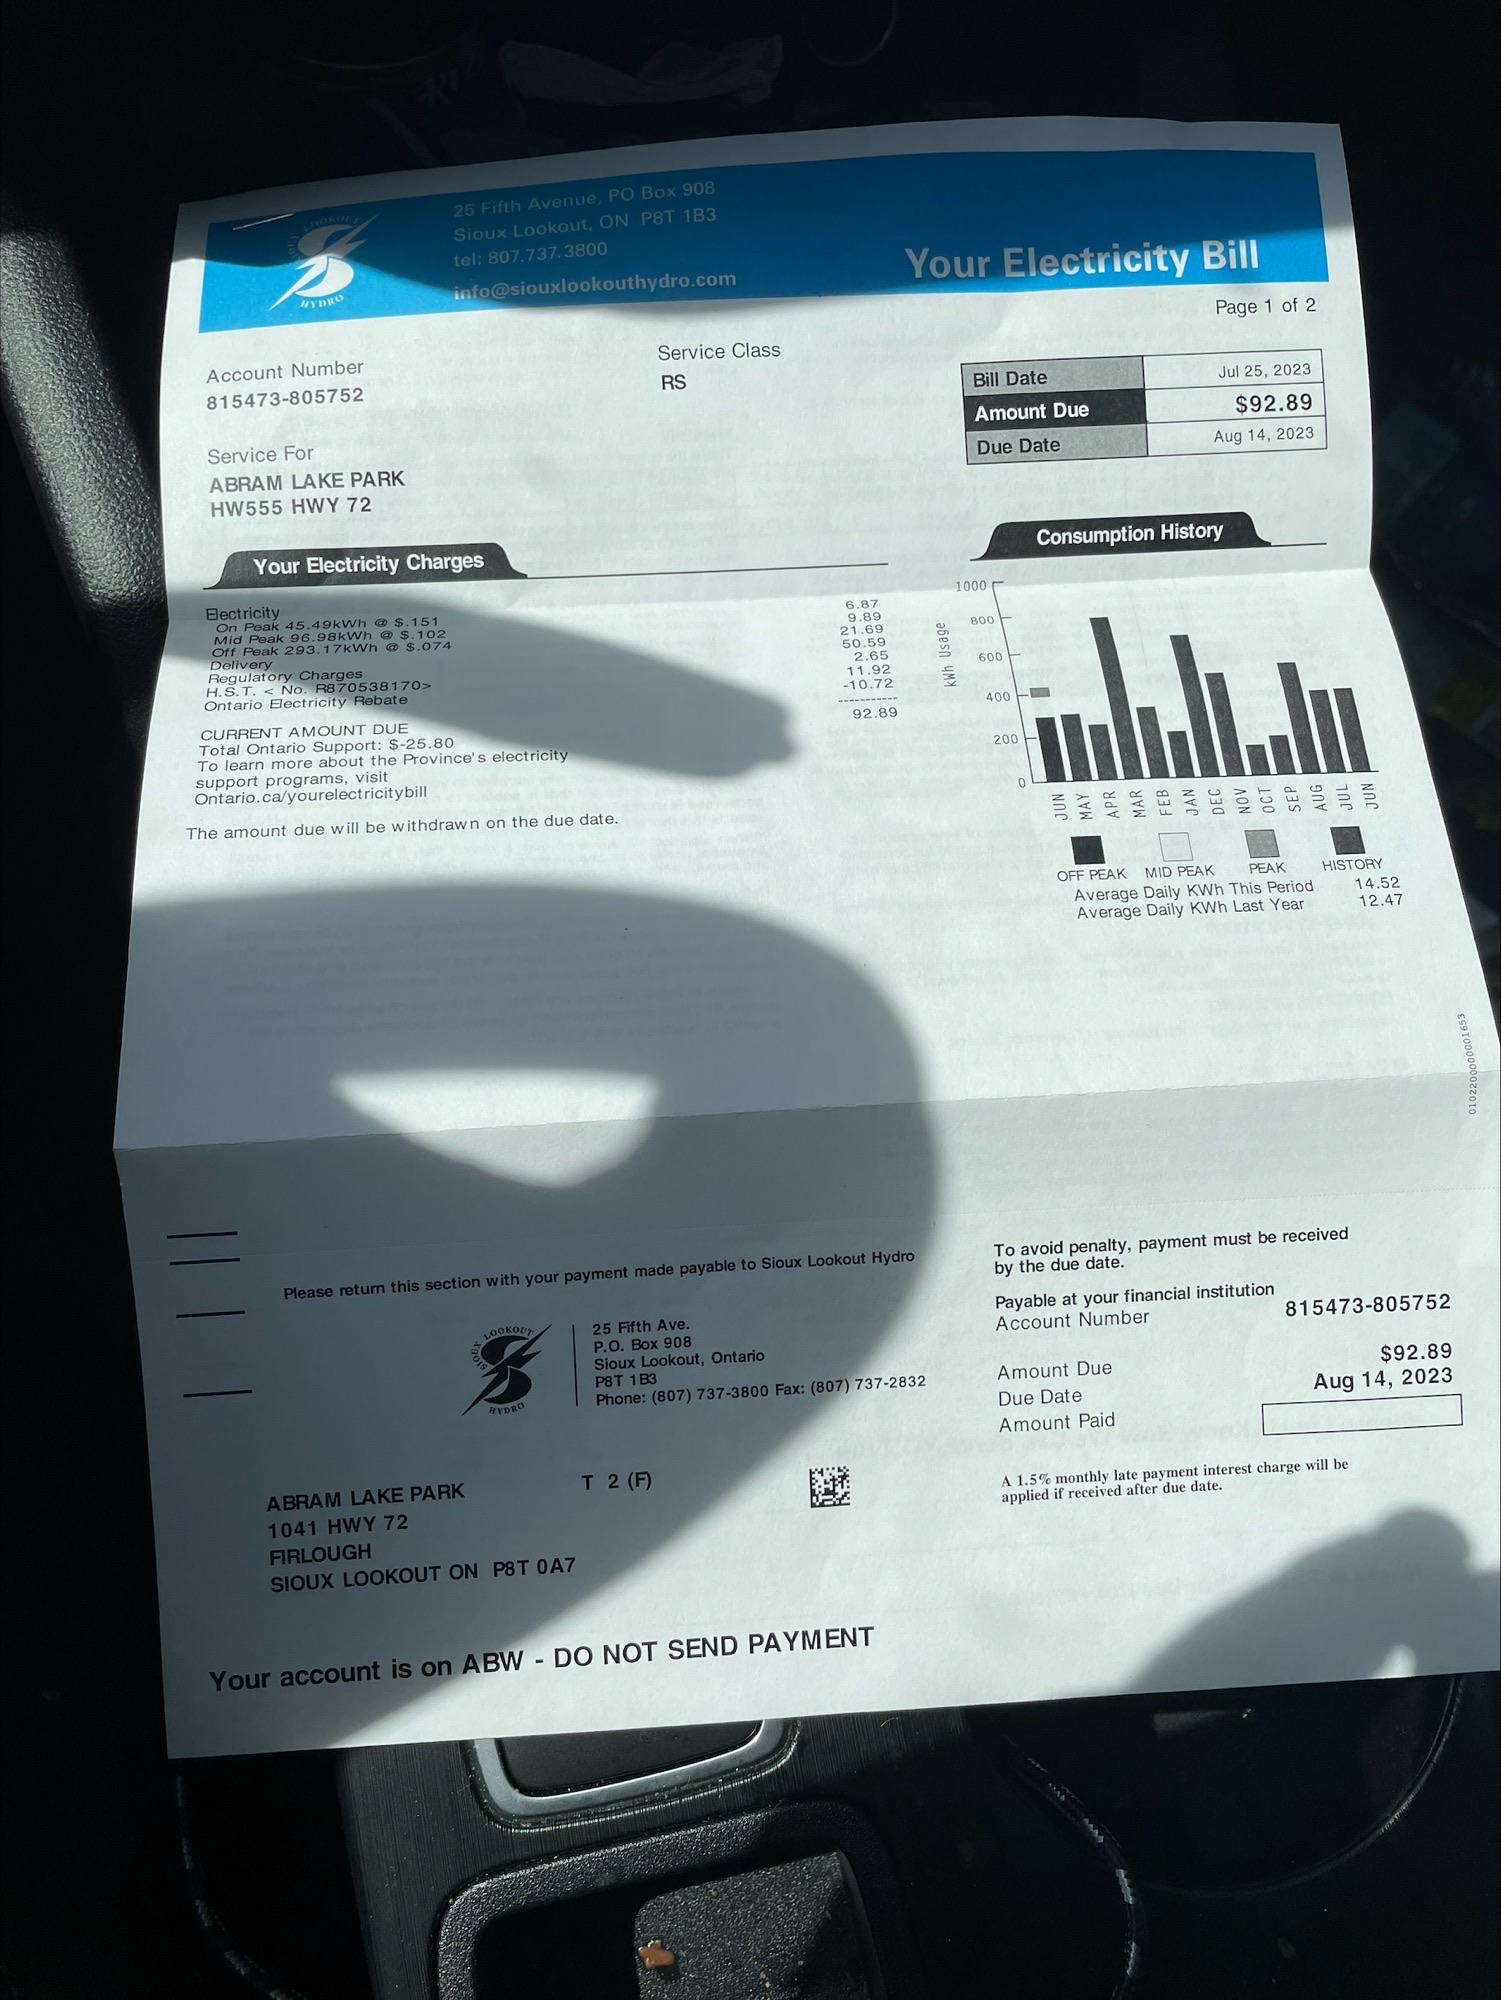 SIOUX LOOKOUT HYDRO
25 Fifth Avenue, PO Box 908
Sioux Lookout, ON P8T 1B3
tel: 807.737.3800
info@siouxlookouthydro.com
Your Electricity Bill
Page 1 of 2
Account Number
815473-805752
Service Class
RS
Bill Date Jul 25, 2023
Amount Due $92.89
Due Date Aug 14, 2023
Service For
ABRAM LAKE PARK
HW555 HWY 72
Your Electricity Charges
Electricity
On Peak 45.49kWh @ $.151 6.87
Mid Peak 96.98kWh @ $.102 9.89
Off Peak 293.17kWh @ $.074 21.69
Delivery 50.59
Regulatory Charges 2.65
H.S.T. < No. R870538170> 11.92
Ontario Electricity Rebate -10.72
-----------
CURRENT AMOUNT DUE 92.89
Total Ontario Support: $-25.80
To learn more about the Province's electricity
support programs, visit
Ontario.ca/yourelectricitybill
The amount due will be withdrawn on the due date.
Consumption History
kWh Usage
1000
800
600
400
200
0
JUN MAY APR MAR FEB JAN DEC NOV OCT SEP AUG JUL JUN
OFF PEAK MID PEAK PEAK HISTORY
Average Daily KWh This Period 14.52
Average Daily KWh Last Year 12.47
0102200000001653
Please return this section with your payment made payable to Sioux Lookout Hydro
SIOUX LOOKOUT HYDRO
25 Fifth Ave.
P.O. Box 908
Sioux Lookout, Ontario
P8T 1B3
Phone: (807) 737-3800 Fax: (807) 737-2832
To avoid penalty, payment must be received
by the due date.
Payable at your financial institution
Account Number 815473-805752
Amount Due $92.89
Due Date Aug 14, 2023
Amount Paid
A 1.5% monthly late payment interest charge will be
applied if received after due date.
ABRAM LAKE PARK
1041 HWY 72
FIRLOUGH
SIOUX LOOKOUT ON P8T 0A7
T 2 (F)
Your account is on ABW - DO NOT SEND PAYMENT